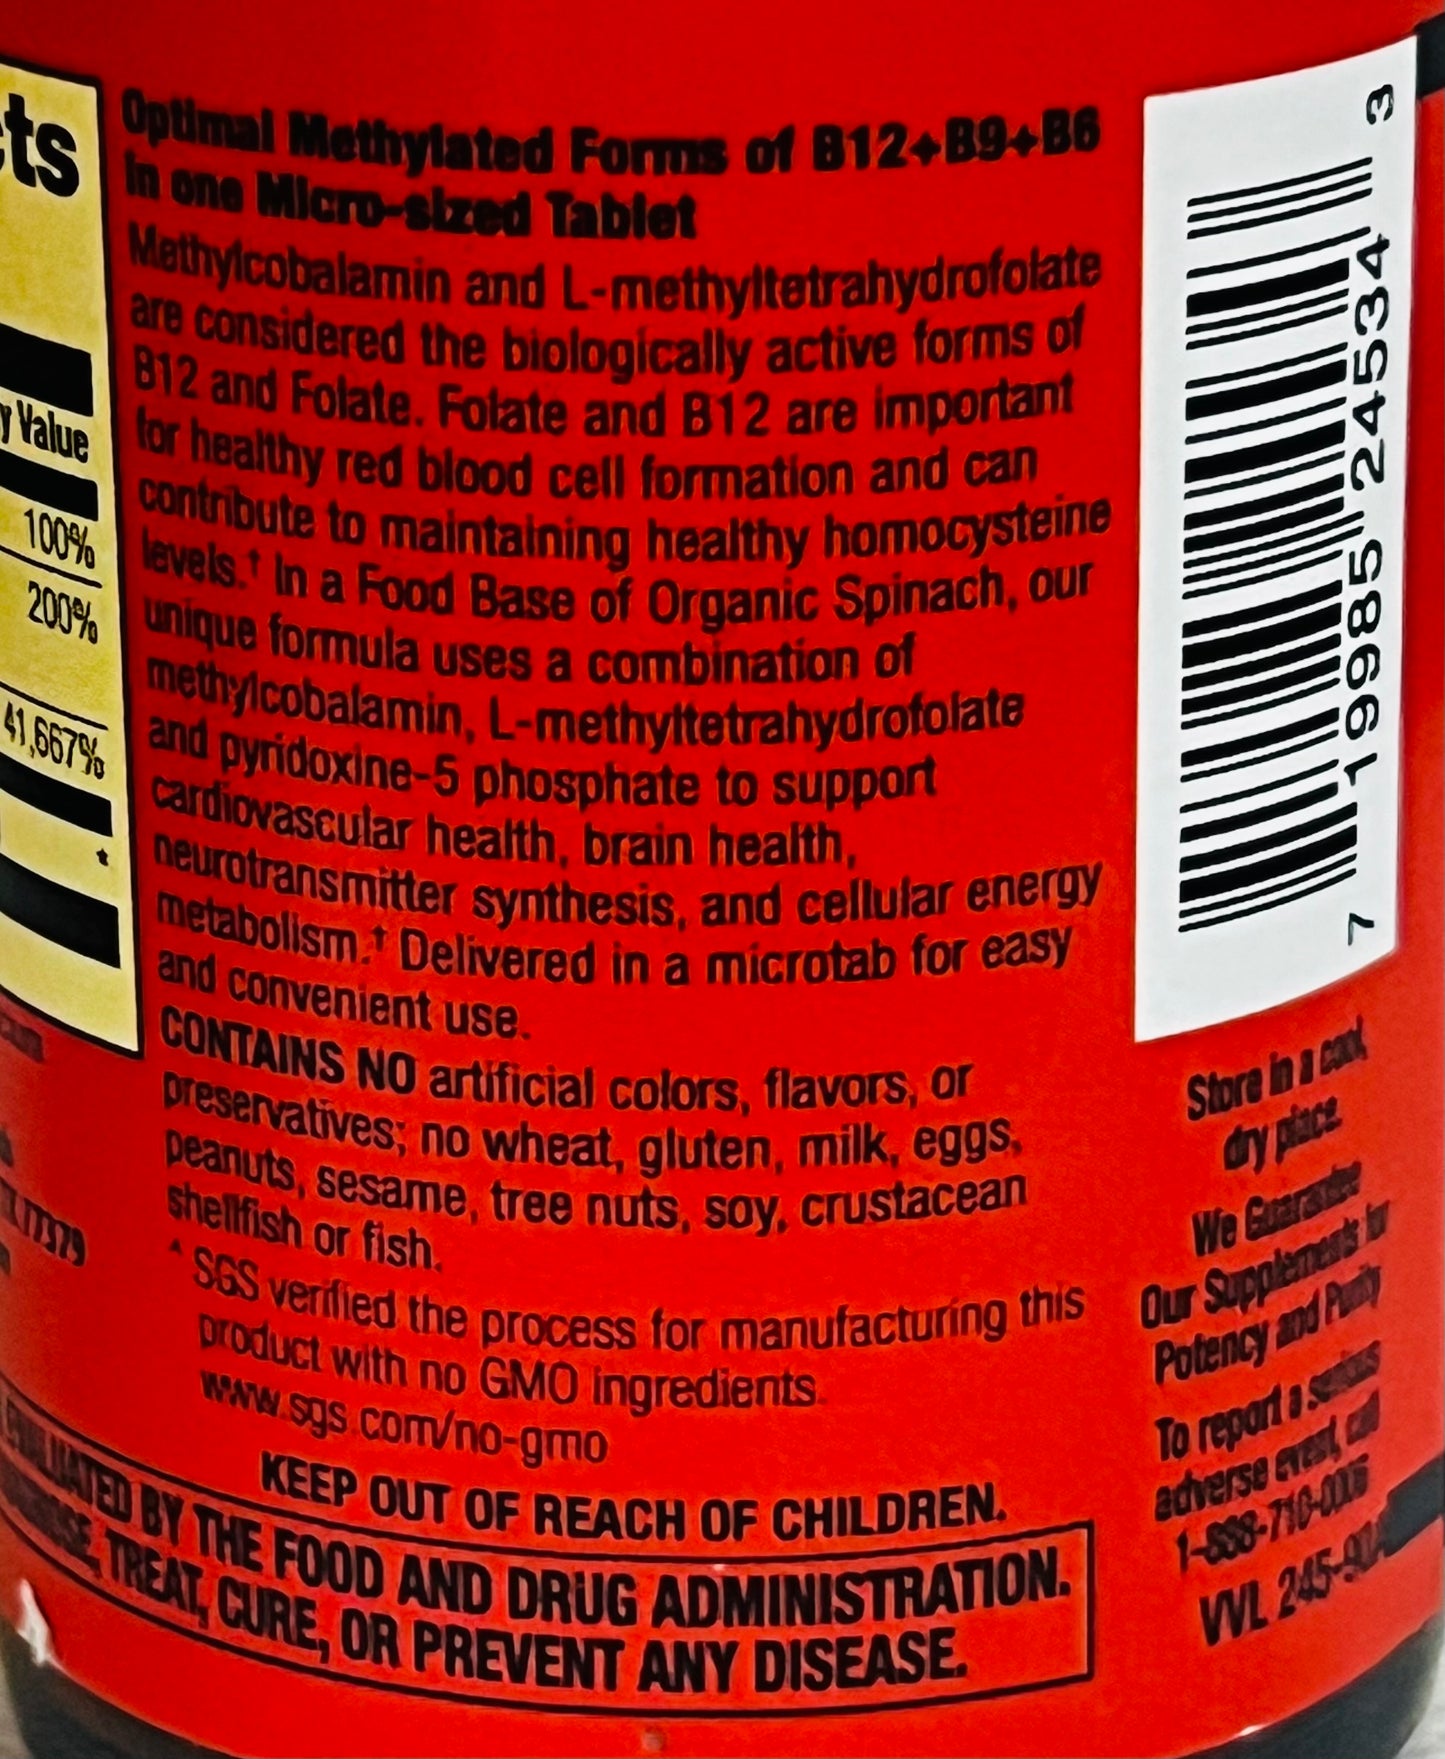 ts
y Value
100%
200%
41,667%
*
77379
Optimal Methylated Forms of B12+B9+B6
in one Micro-sized Tablet
Methylcobalamin and L-methyltetrahydrofolate
are considered the biologically active forms of
B12 and Folate. Folate and B12 are important
for healthy red blood cell formation and can
contribute to maintaining healthy homocysteine
levels.† In a Food Base of Organic Spinach, our
unique formula uses a combination of
methylcobalamin, L-methyltetrahydrofolate
and pyridoxine-5 phosphate to support
cardiovascular health, brain health,
neurotransmitter synthesis, and cellular energy
metabolism.† Delivered in a microtab for easy
and convenient use.
CONTAINS NO artificial colors, flavors, or
preservatives; no wheat, gluten, milk, eggs,
peanuts, sesame, tree nuts, soy, crustacean
shellfish or fish.
^ SGS verified the process for manufacturing this
product with no GMO ingredients.
www.sgs.com/no-gmo
KEEP OUT OF REACH OF CHILDREN.
BY THE FOOD AND DRUG ADMINISTRATION.
TREAT, CURE, OR PREVENT ANY DISEASE.
7 19985 24534 3
Store in a cool,
dry place.
We Guarantee
Our Supplements for
Potency and Purity
To report a serious
adverse event, call
1-888-710-0006
VVL